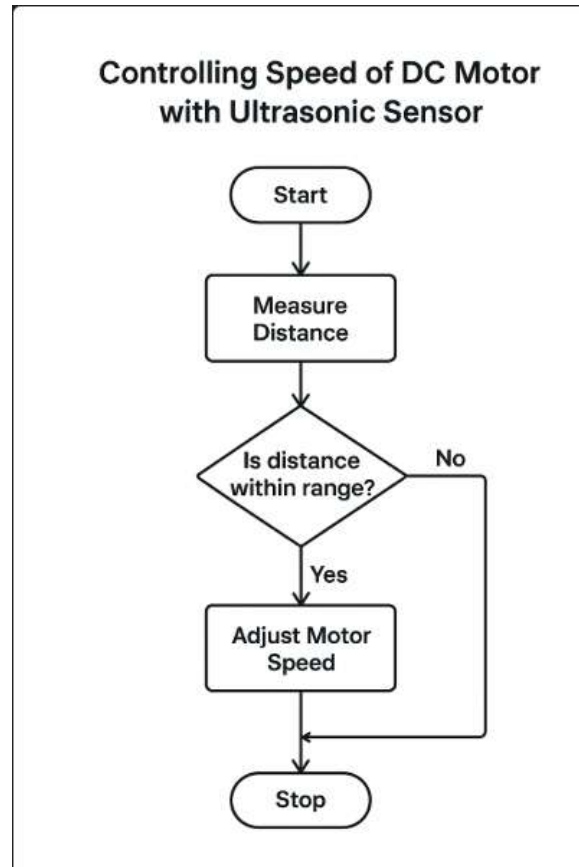 Controlling Speed of DC Motor
with Ultrasonic Sensor
Start
Measure
Distance
Is distance
within range?
No
Yes
Adjust Motor
Speed
Stop